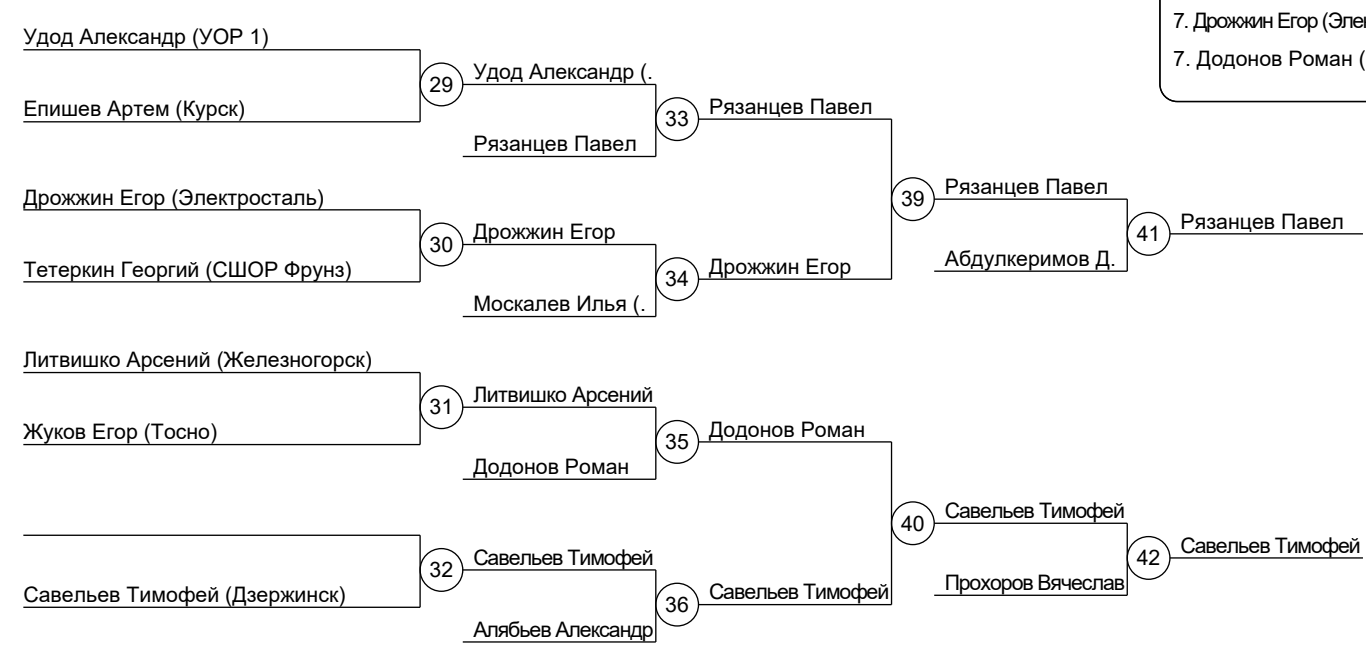 7. Дрожжин Егор (Элек
7. Додонов Роман (
Удод Александр (УОР 1)
Епишев Артем (Курск)
29
Удод Александр (.
Рязанцев Павел
33
Рязанцев Павел
Дрожжин Егор (Электросталь)
Тетеркин Георгий (СШОР Фрунз)
30
Дрожжин Егор
Москалев Илья (.
34
Дрожжин Егор
39
Рязанцев Павел
Абдулкеримов Д.
41
Рязанцев Павел
Литвишко Арсений (Железногорск)
Жуков Егор (Тосно)
31
Литвишко Арсений
Додонов Роман
35
Додонов Роман
Савельев Тимофей (Дзержинск)
32
Савельев Тимофей
Алябьев Александр
36
Савельев Тимофей
40
Савельев Тимофей
Прохоров Вячеслав
42
Савельев Тимофей